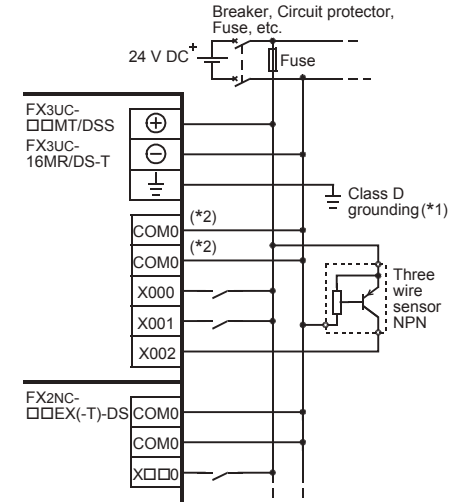 Breaker, Circuit protector,
Fuse, etc.
24 V DC
+
Fuse
FX3UC-
□□MT/DSS
FX3UC-
16MR/DS-T
Class D
grounding(*1)
(*2)
COM0
(*2)
COM0
X000
X001
X002
Three
wire
sensor
NPN
FX2NC-
□□EX(-T)-DS
COM0
COM0
X□□0